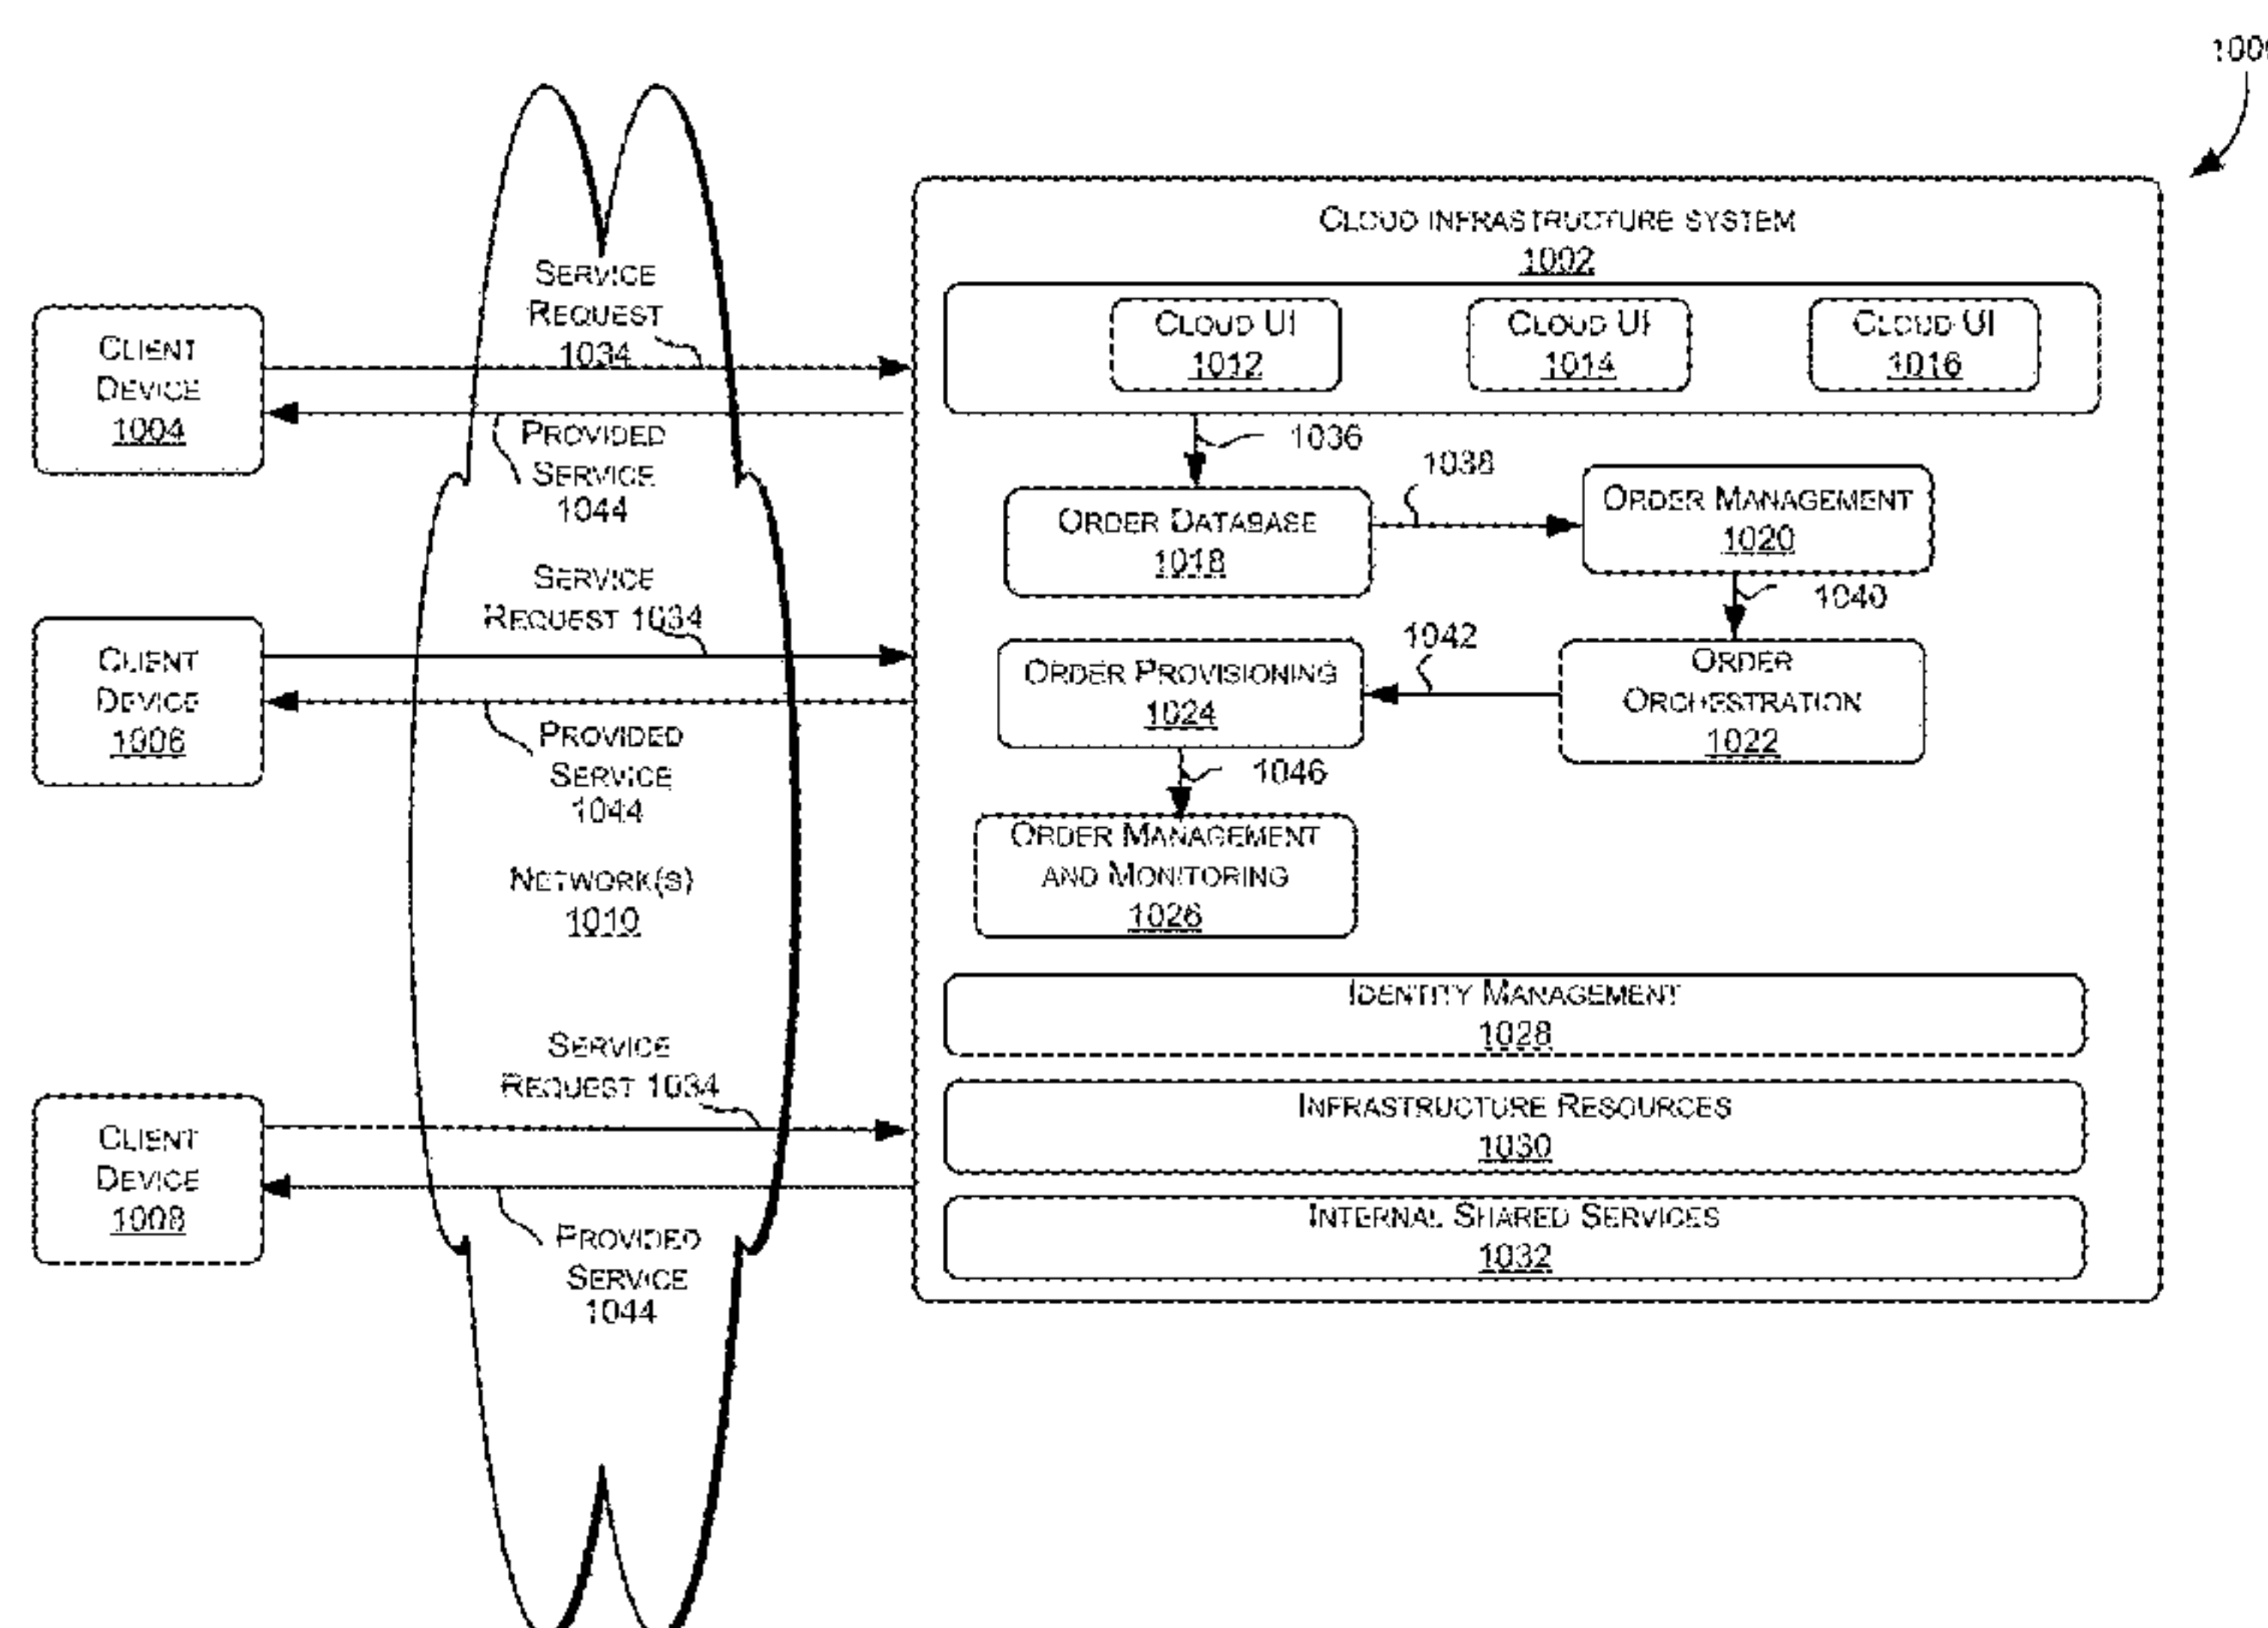 CLOUD INFRASTRUCTURE SYSTEM
1002
CLOUD UI
1012
CLOUD UI
1014
CLOUD UI
1016
SERVICE
REQUEST
1034
CLIENT
DEVICE
1004
PROVIDED
SERVICE
1044
1036
1038
ORDER DATABASE
1018
ORDER MANAGEMENT
1020
1040
SERVICE
REQUEST 1034
CLIENT
DEVICE
1006
PROVIDED
SERVICE
1044
1042
ORDER PROVISIONING
1024
ORDER
ORCHESTRATION
1022
1046
ORDER MANAGEMENT
AND MONITORING
1026
NETWORK(S)
1010
IDENTITY MANAGEMENT
1028
SERVICE
REQUEST 1034
INFRASTRUCTURE RESOURCES
1030
CLIENT
DEVICE
1008
PROVIDED
SERVICE
1044
INTERNAL SHARED SERVICES
1032